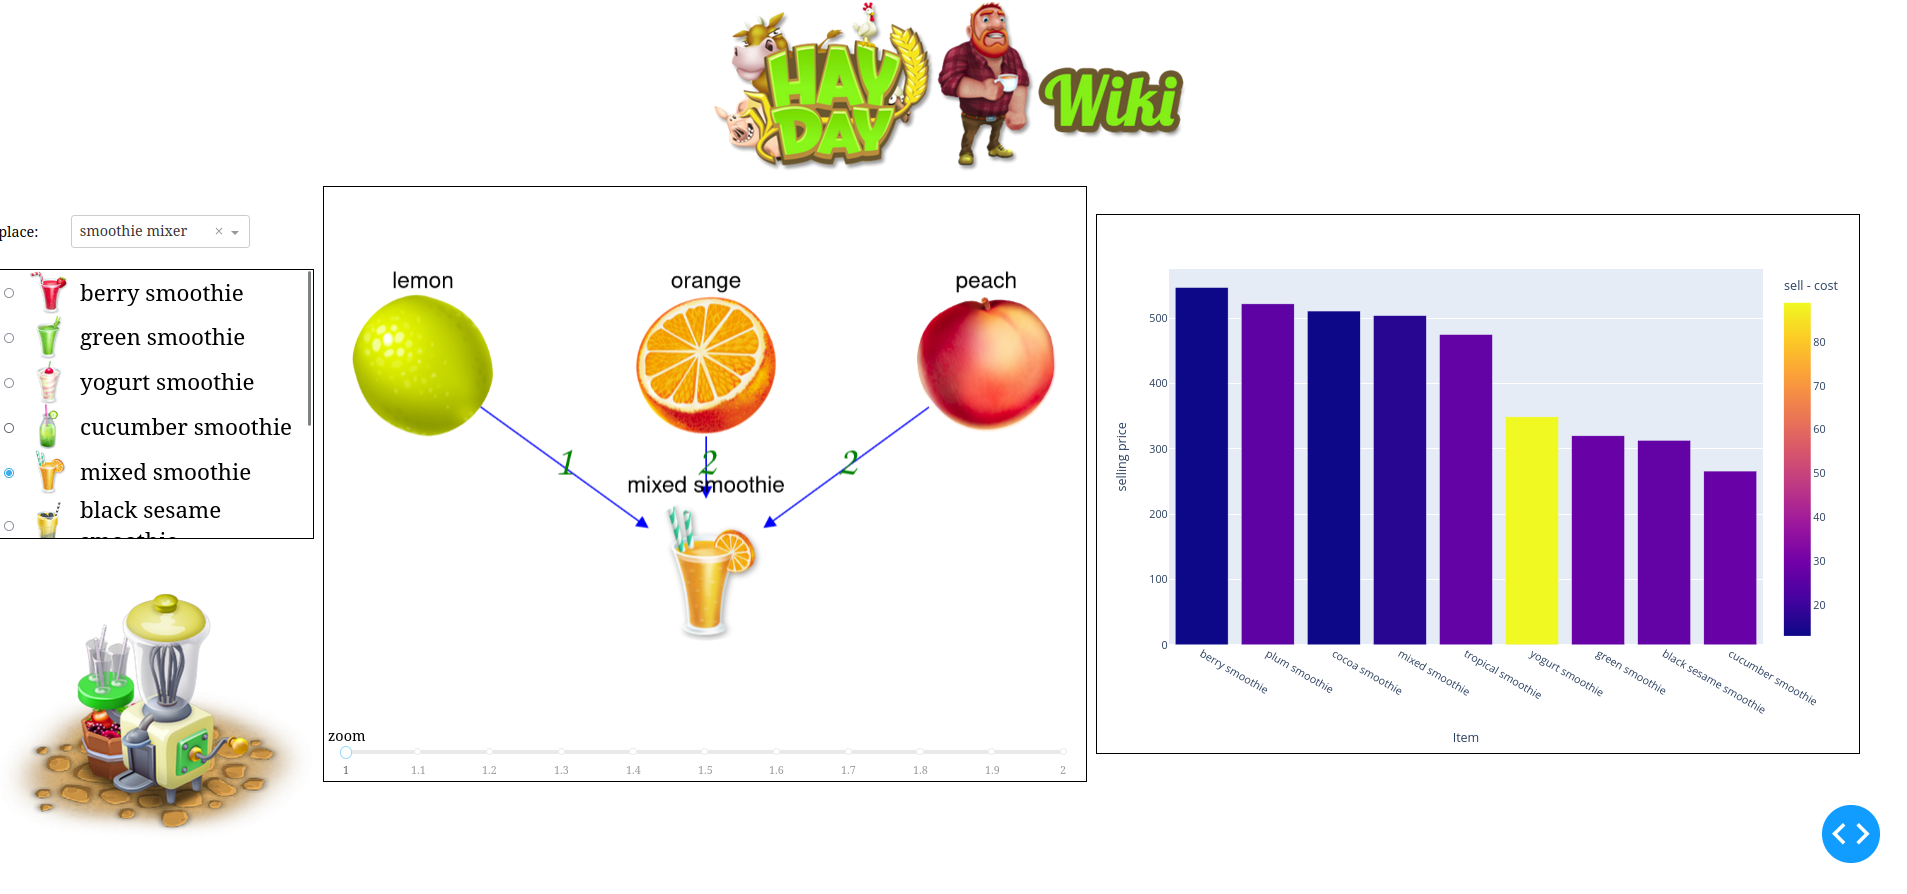 HAY
DAY
Wiki
place:
smoothie mixer
berry smoothie
green smoothie
yogurt smoothie
cucumber smoothie
mixed smoothie
black sesame
smoothie
lemon
orange
peach
1
2
2
mixed smoothie
zoom
1
1.1
1.2
1.3
1.4
1.5
1.6
1.7
1.8
1.9
2
sell - cost
80
70
60
50
40
30
20
selling price
500
400
300
200
100
0
berry smoothie
plum smoothie
cocoa smoothie
mixed smoothie
tropical smoothie
yogurt smoothie
green smoothie
black sesame smoothie
cucumber smoothie
Item